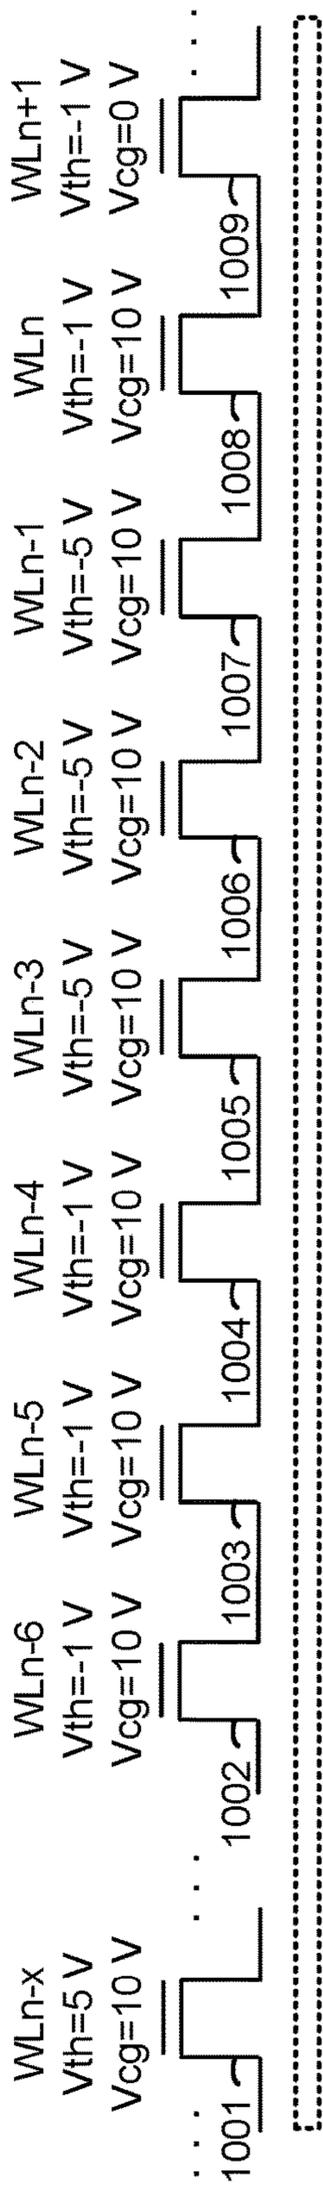 WLn-x
Vth=5 V
Vcg=10 V
1001
WLn-6
Vth=-1 V
Vcg=10 V
1002
WLn-5
Vth=-1 V
Vcg=10 V
1003
WLn-4
Vth=-1 V
Vcg=10 V
1004
WLn-3
Vth=-5 V
Vcg=10 V
1005
WLn-2
Vth=-5 V
Vcg=10 V
1006
WLn-1
Vth=-5 V
Vcg=10 V
1007
WLn
Vth=-1 V
Vcg=10 V
1008
WLn+1
Vth=-1 V
Vcg=0 V
1009